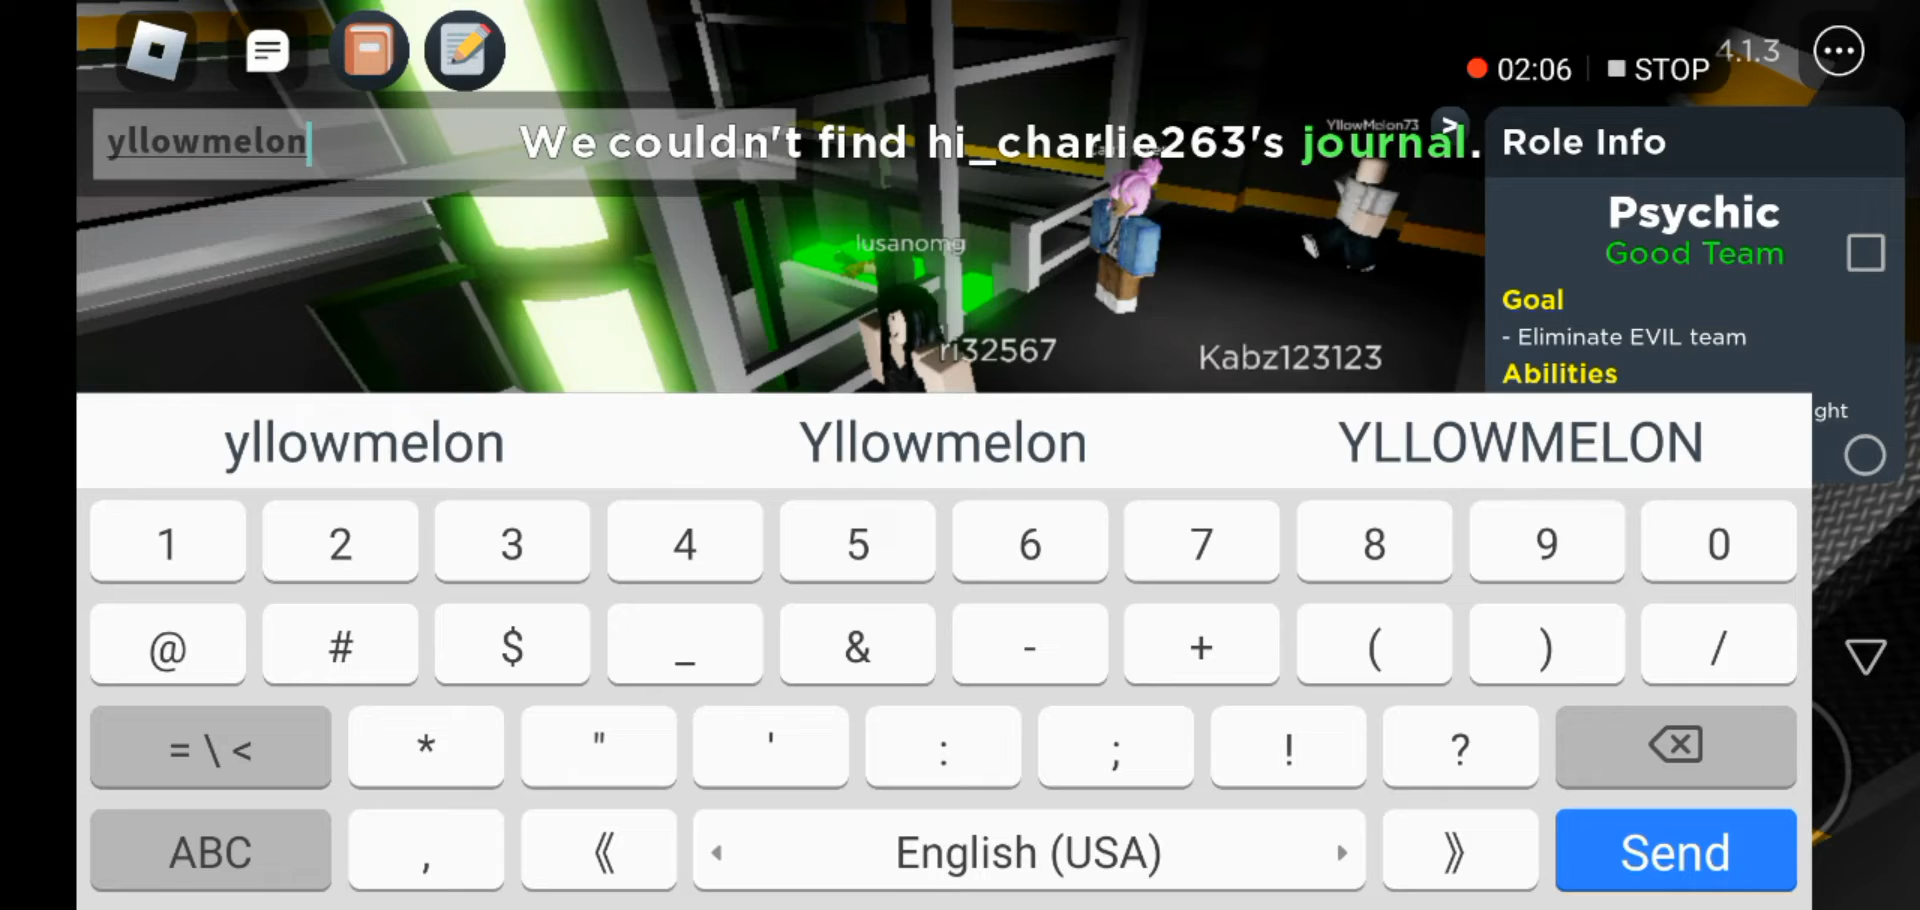 02:06 STOP
4.1.3
yllowmelon
YllowMelon73
We couldn't find hi_charlie263's journal.
>
Role Info
Psychic
Good Team
lusanomg
Goal
- Eliminate EVIL team
ri32567
Kabz123123
Abilities
ght
yllowmelon Yllowmelon YLLOWMELON
1 2 3 4 5 6 7 8 9 0
@ # $ _ & - + ( ) /
= \ < * " ' : ; ! ?
ABC , 《 English (USA) 》 Send